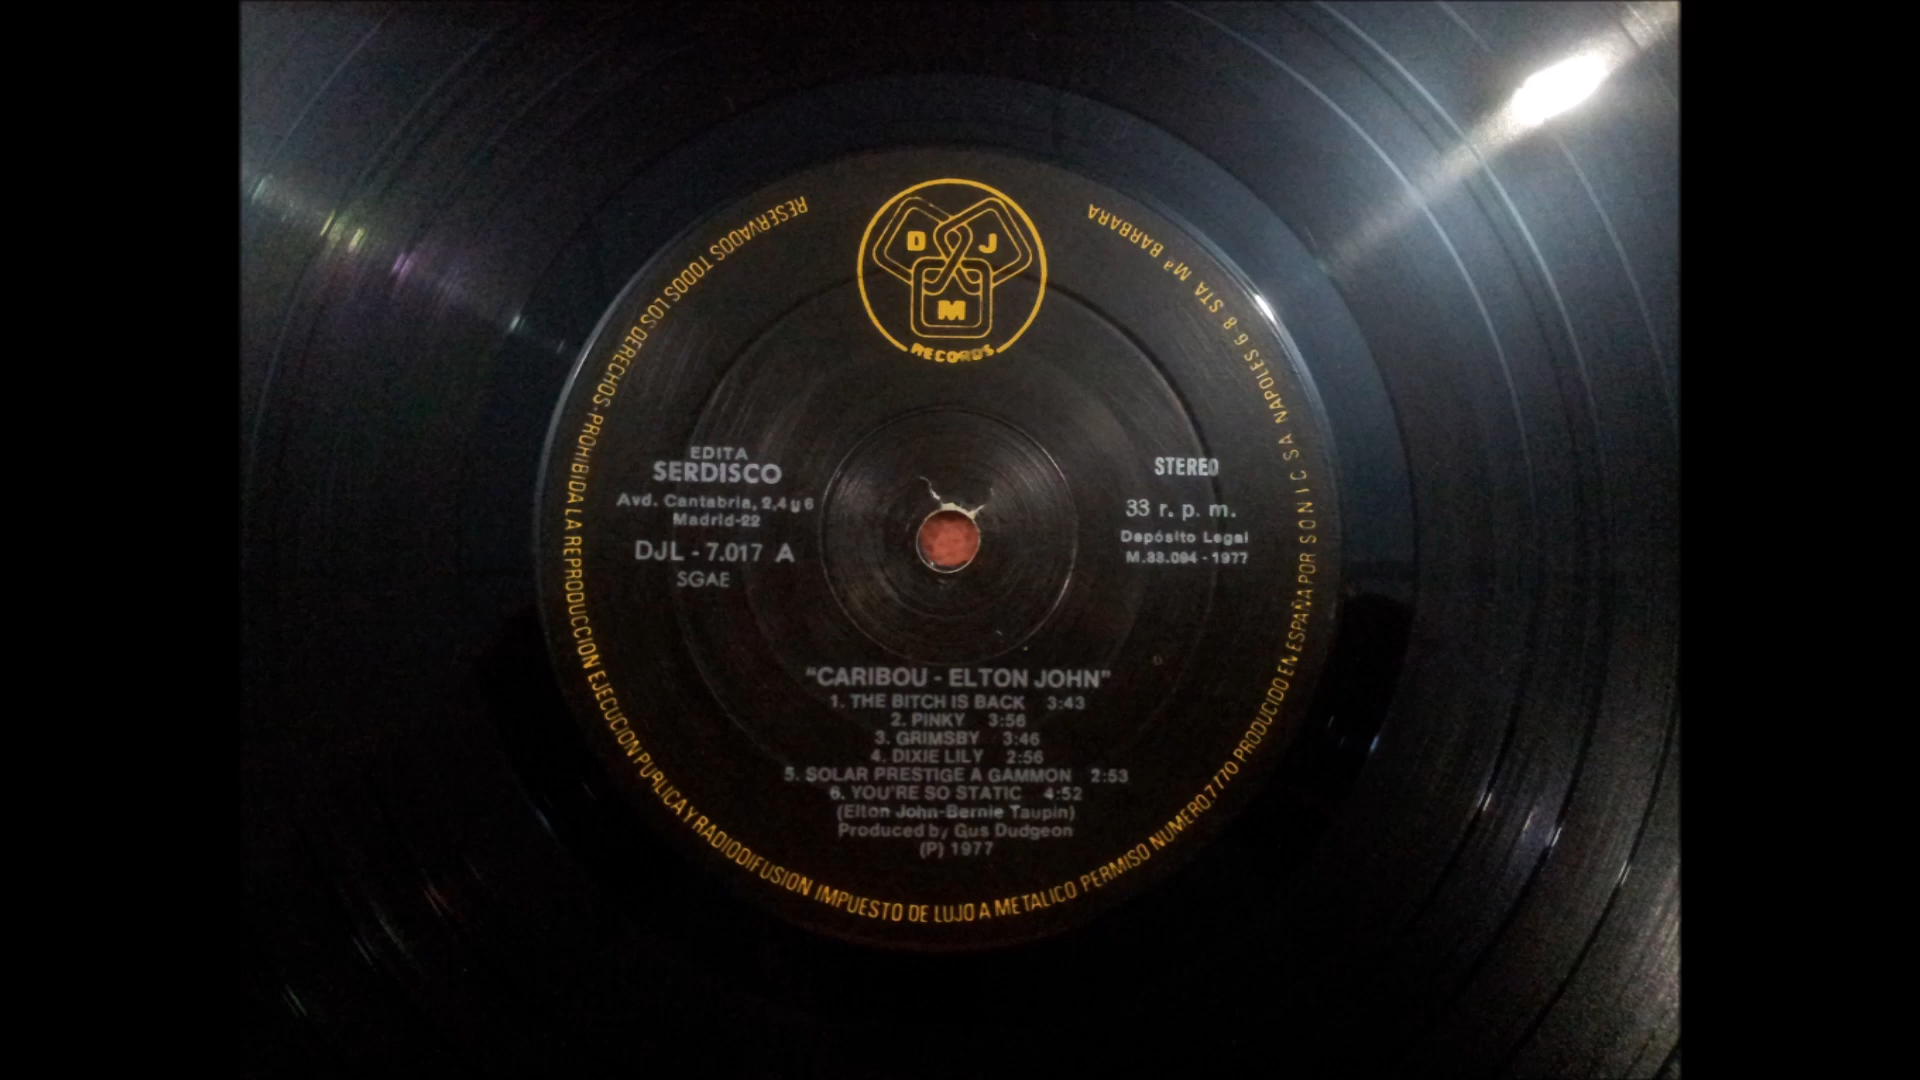 D J
M
RECORDS
RESERVADOS TODOS LOS DERECHOS-PROHIBIDA LA REPRODUCCION EJECUCION PUBLICA Y RADIODIFUSION IMPUESTO DE LUJO A METALICO PERMISO NUMERO.7770 PRODUCIDO EN ESPAÑA POR S O N I C S A NAPOLES 6-8 STA Mª BARBARA
EDITA
SERDISCO
Avd. Cantabria, 2,4 y 6
Madrid-22
DJL - 7.017 A
SGAE
STEREO
33 r. p. m.
Depósito Legal
M.33.094 - 1977
"CARIBOU - ELTON JOHN"
1. THE BITCH IS BACK 3:43
2. PINKY 3:56
3. GRIMSBY 3:46
4. DIXIE LILY 2:56
5. SOLAR PRESTIGE A GAMMON 2:53
6. YOU'RE SO STATIC 4:52
(Elton John-Bernie Taupin)
Produced by Gus Dudgeon
(P) 1977